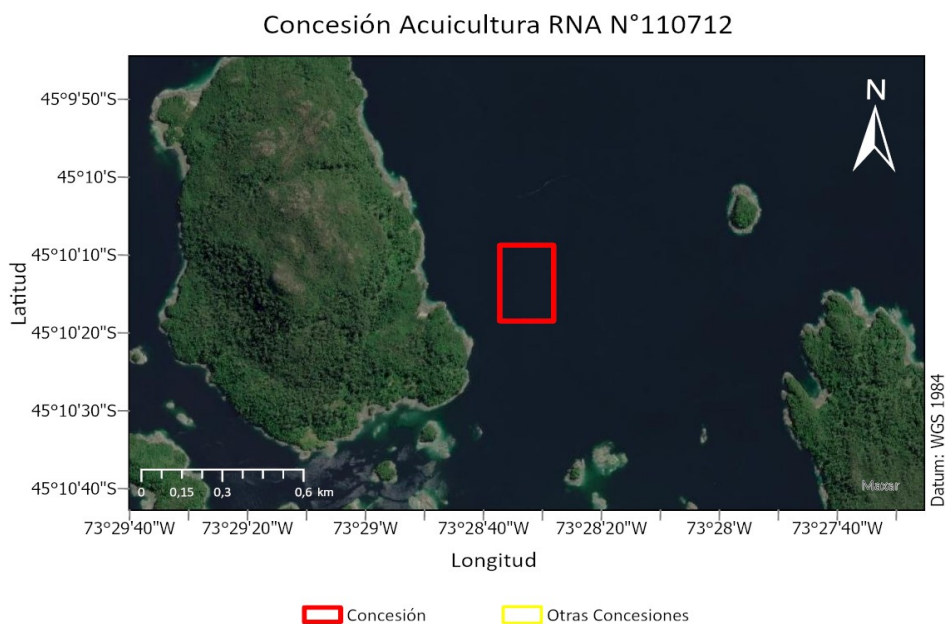 Concesión Acuicultura RNA N°110712
N
45°9'50"S
45°10'S
45°10'10"S
45°10'20"S
45°10'30"S
45°10'40"S
Latitud
0 0,15 0,3 0,6 km
Maxar
Datum: WGS 1984
73°29'40"W 73°29'20"W 73°29'W 73°28'40"W 73°28'20"W 73°28'W 73°27'40"W
Longitud
Concesión Otras Concesiones